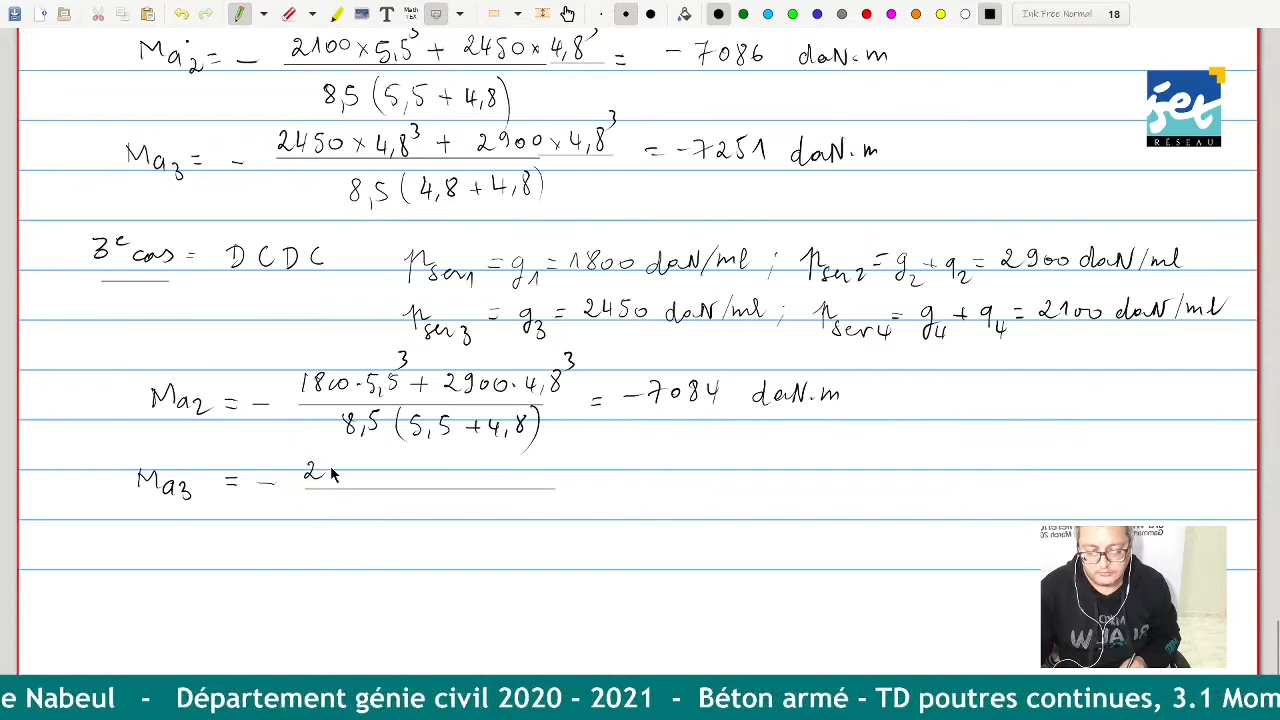 Ink Free Normal 18
T Math TEX
Ma2 = - 2100 x 5,5³ + 2450 x 4,8³ / 8,5 (5,5 + 4,8) = - 7086 daN.m
iset
RÉSEAU
Ma3 = - 2450 x 4,8³ + 2900 x 4,8³ / 8,5 (4,8 + 4,8) = -7251 daN.m
3e cas = DCDC pser1 = g1 = 1800 daN/ml ; pser2 = g2 + q2 = 2900 daN/ml
pser3 = g3 = 2450 daN/ml ; pser4 = g4 + q4 = 2100 daN/ml
Ma2 = - 1800 . 5,5³ + 2900 . 4,8³ / 8,5 (5,5 + 4,8) = -7084 daN.m
Ma3 = - 2
e Nabeul - Département génie civil 2020 - 2021 - Béton armé - TD poutres continues, 3.1 Mom